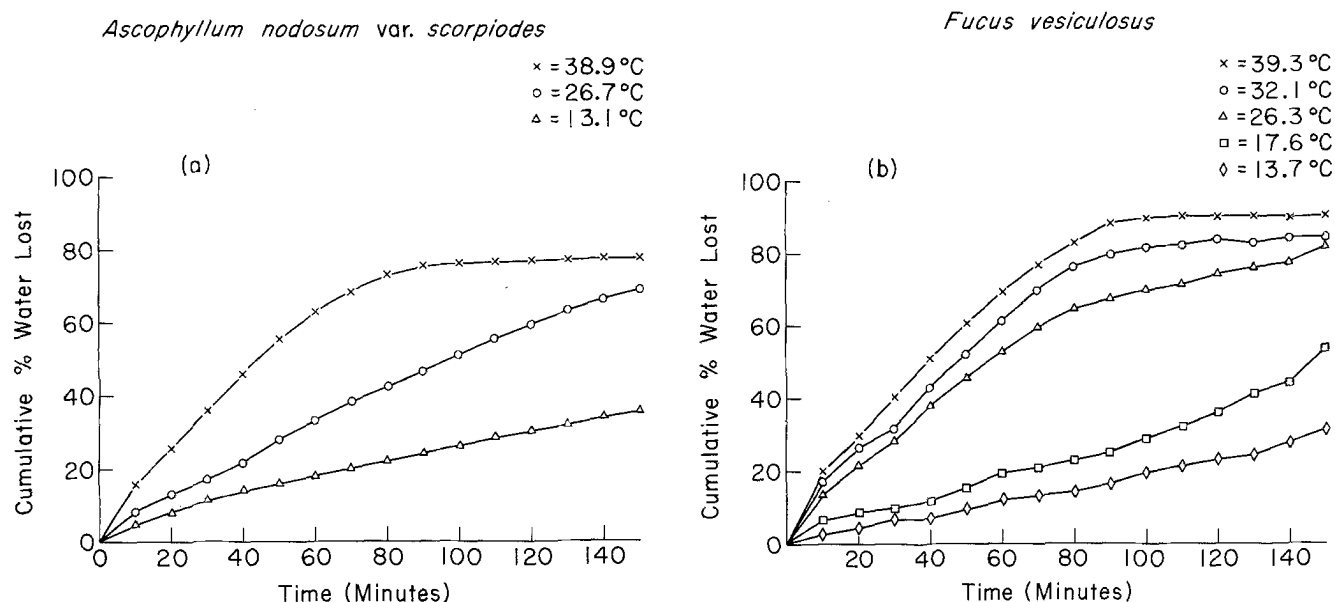 Ascophyllum nodosum var. scorpiodes
× = 38.9 °C
○ = 26.7 °C
△ = 13.1 °C
(a)
100
80
60
40
20
0
Cumulative % Water Lost
0 20 40 60 80 100 120 140
Time (Minutes)
Fucus vesiculosus
× = 39.3 °C
○ = 32.1 °C
△ = 26.3 °C
□ = 17.6 °C
◇ = 13.7 °C
(b)
100
80
60
40
20
0
Cumulative % Water Lost
20 40 60 80 100 120 140
Time (Minutes)